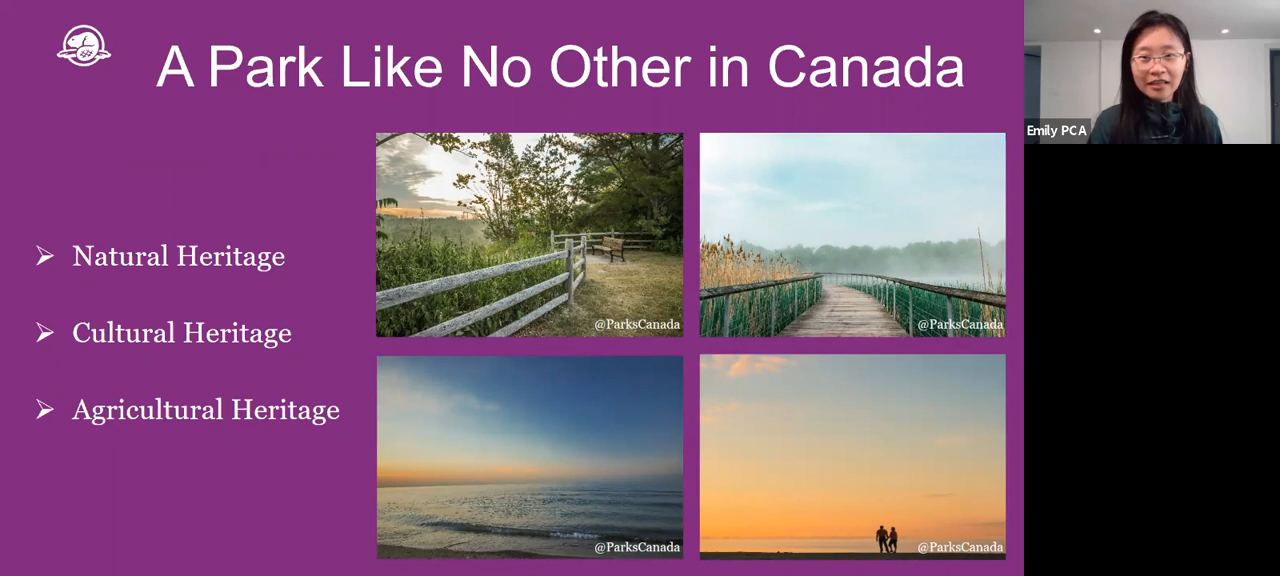 A Park Like No Other in Canada
Emily PCA
Natural Heritage
Cultural Heritage
Agricultural Heritage
@ParksCanada
@ParksCanada
@ParksCanada
@ParksCanada